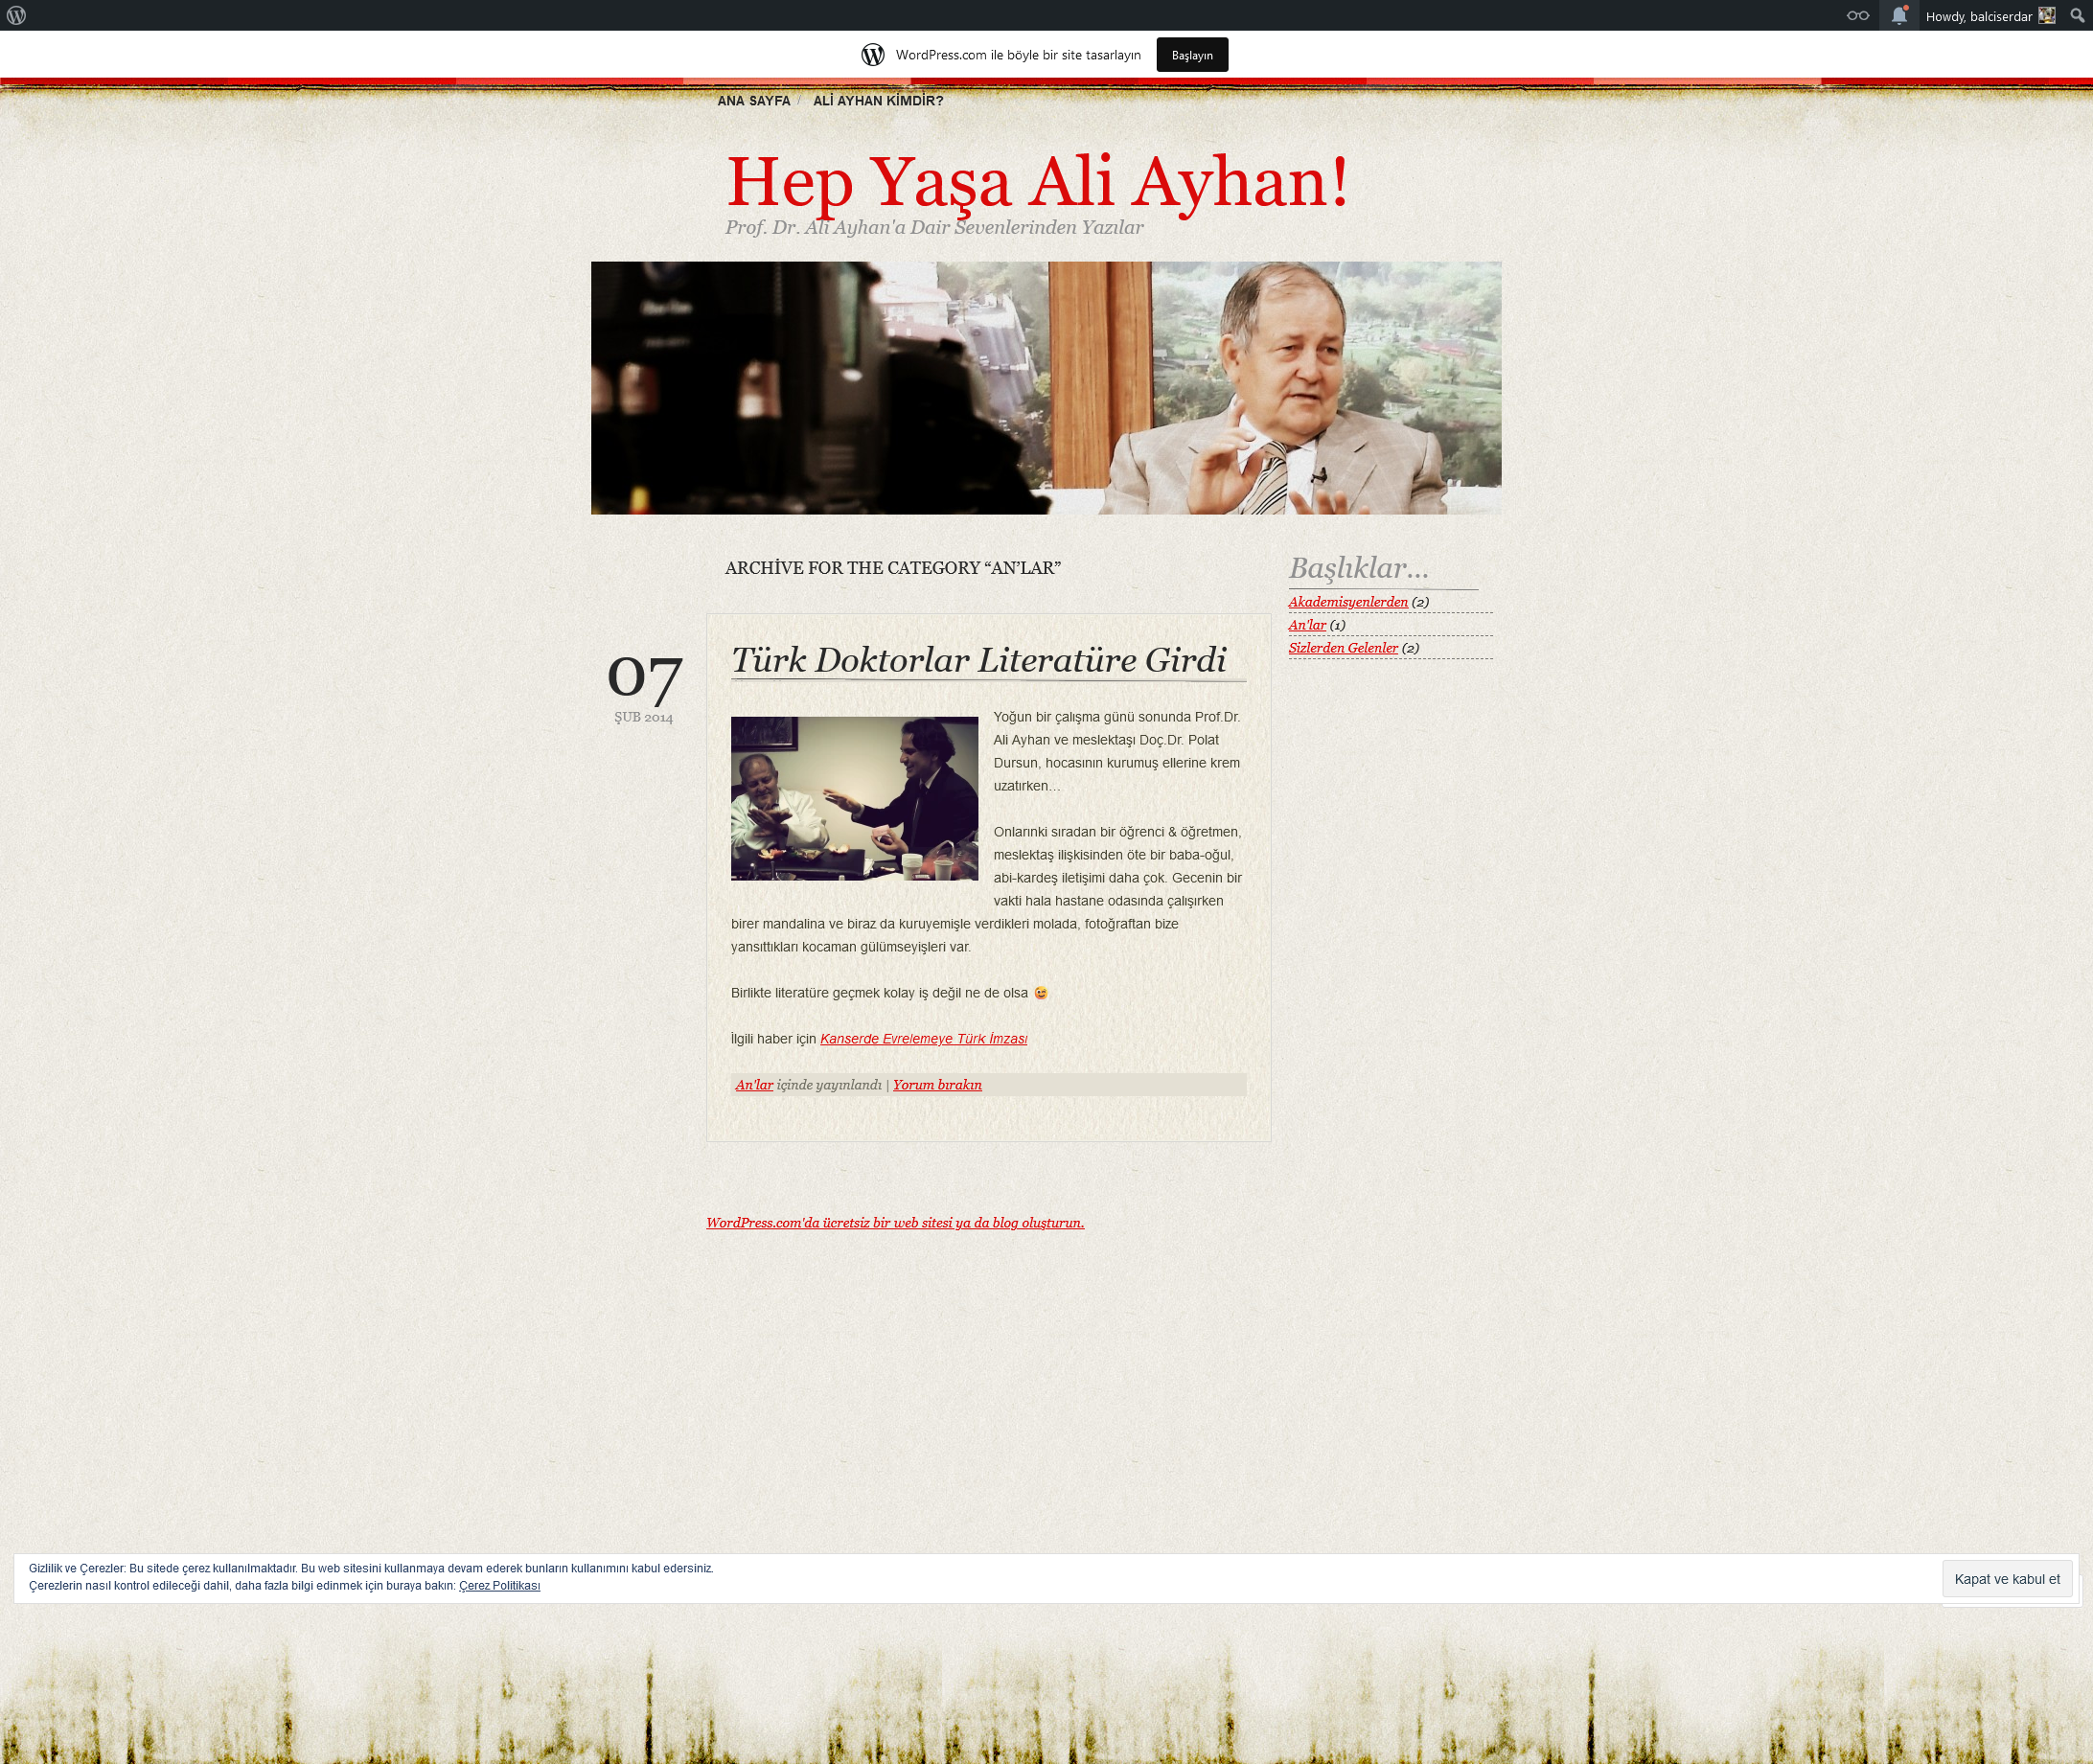 Howdy, balciserdar
WordPress.com ile böyle bir site tasarlayın
Başlayın
ANA SAYFA / ALİ AYHAN KİMDİR?
Hep Yaşa Ali Ayhan!
Prof. Dr. Ali Ayhan'a Dair Sevenlerinden Yazılar
ARCHİVE FOR THE CATEGORY “AN’LAR”
07
ŞUB 2014
Türk Doktorlar Literatüre Girdi
Yoğun bir çalışma günü sonunda Prof.Dr.
Ali Ayhan ve meslektaşı Doç.Dr. Polat
Dursun, hocasının kurumuş ellerine krem
uzatırken…
Onlarınki sıradan bir öğrenci & öğretmen,
meslektaş ilişkisinden öte bir baba-oğul,
abi-kardeş iletişimi daha çok. Gecenin bir
vakti hala hastane odasında çalışırken
birer mandalina ve biraz da kuruyemişle verdikleri molada, fotoğraftan bize
yansıttıkları kocaman gülümseyişleri var.
Birlikte literatüre geçmek kolay iş değil ne de olsa 😉
İlgili haber için Kanserde Evrelemeye Türk İmzası
An'lar içinde yayınlandı | Yorum bırakın
Başlıklar…
Akademisyenlerden (2)
An'lar (1)
Sizlerden Gelenler (2)
WordPress.com'da ücretsiz bir web sitesi ya da blog oluşturun.
Gizlilik ve Çerezler: Bu sitede çerez kullanılmaktadır. Bu web sitesini kullanmaya devam ederek bunların kullanımını kabul edersiniz.
Çerezlerin nasıl kontrol edileceği dahil, daha fazla bilgi edinmek için buraya bakın: Çerez Politikası
Kapat ve kabul et